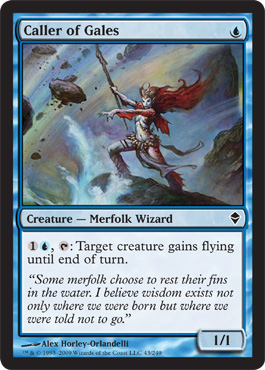 Caller of Gales
Creature — Merfolk Wizard
1, : Target creature gains flying
until end of turn.
“Some merfolk choose to rest their fins
in the water. I believe wisdom exists not
only where we were born but where we
were told not to go.”
Alex Horley-Orlandelli
1/1
™ & © 1993–2009 Wizards of the Coast LLC 43/249